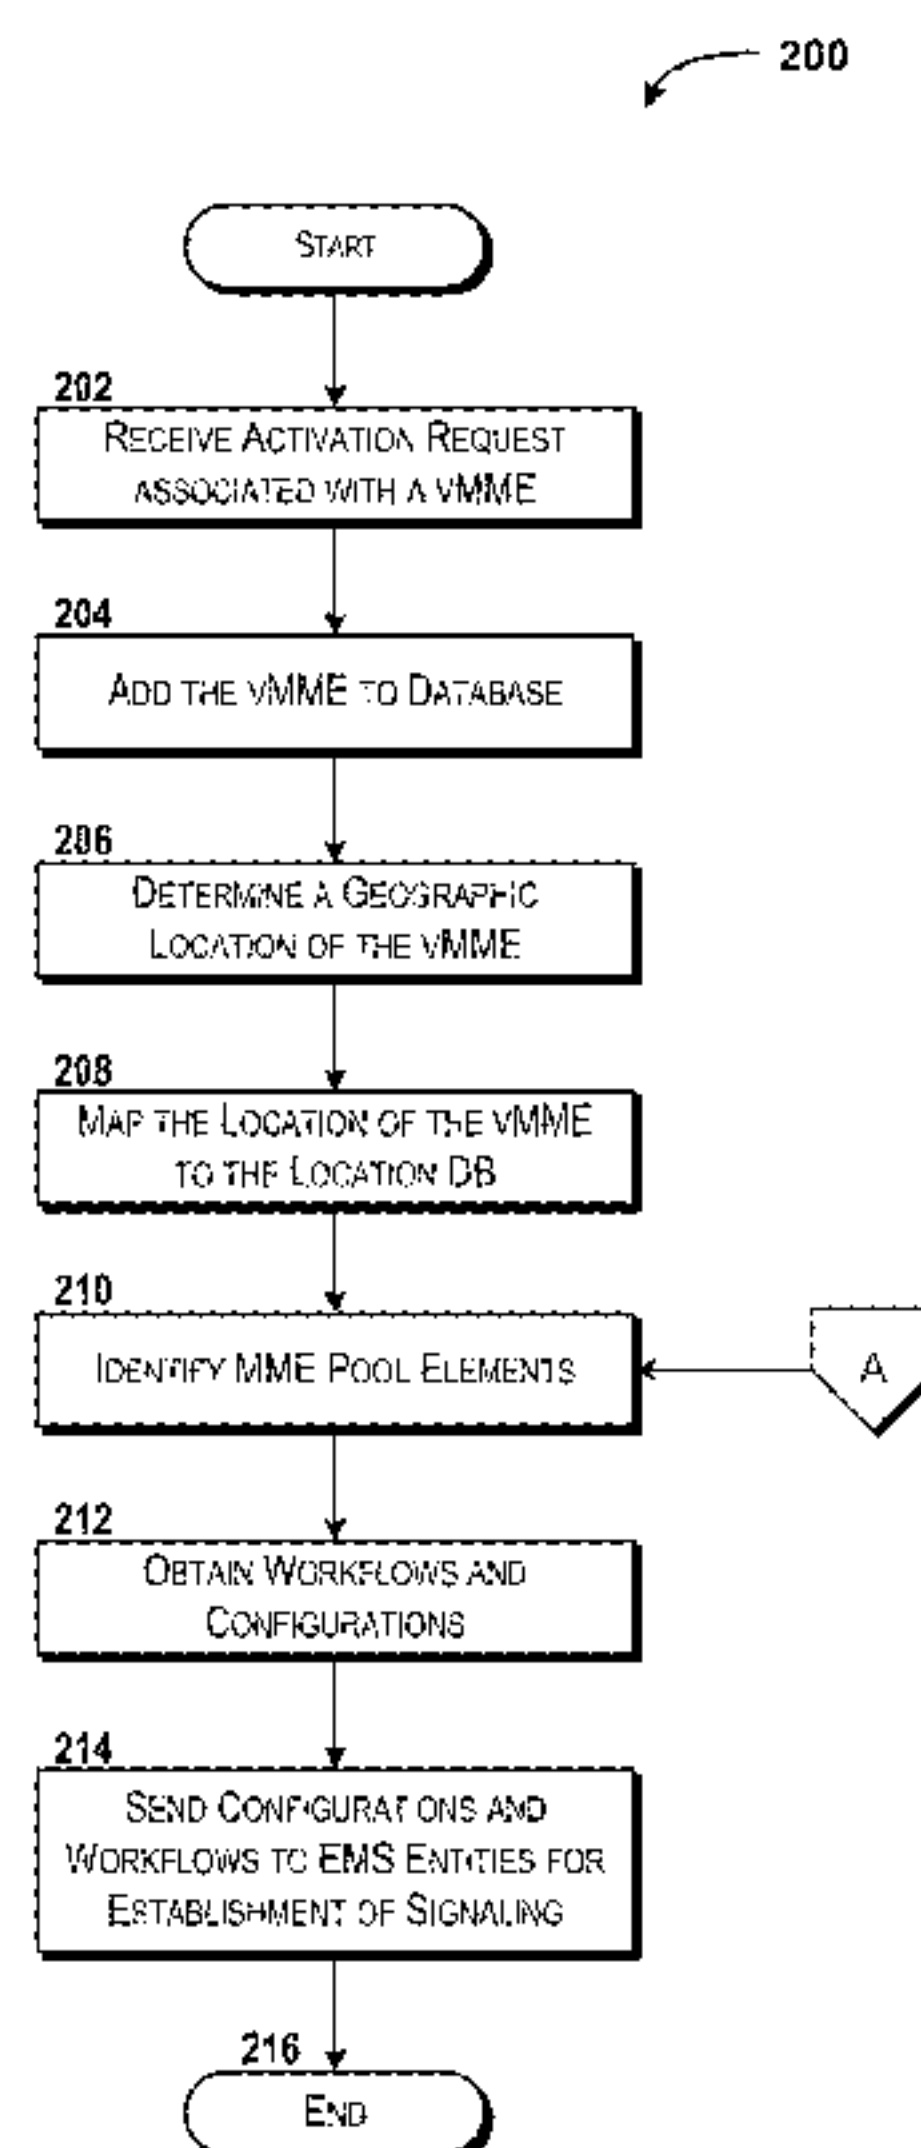 200
START
202
RECEIVE ACTIVATION REQUEST
ASSOCIATED WITH A VMME
204
ADD THE VMME TO DATABASE
206
DETERMINE A GEOGRAPHIC
LOCATION OF THE VMME
208
MAP THE LOCATION OF THE VMME
TO THE LOCATION DB
210
IDENTIFY MME POOL ELEMENTS
A
212
OBTAIN WORKFLOWS AND
CONFIGURATIONS
214
SEND CONFIGURATIONS AND
WORKFLOWS TO EMS ENTITIES FOR
ESTABLISHMENT OF SIGNALING
216
END